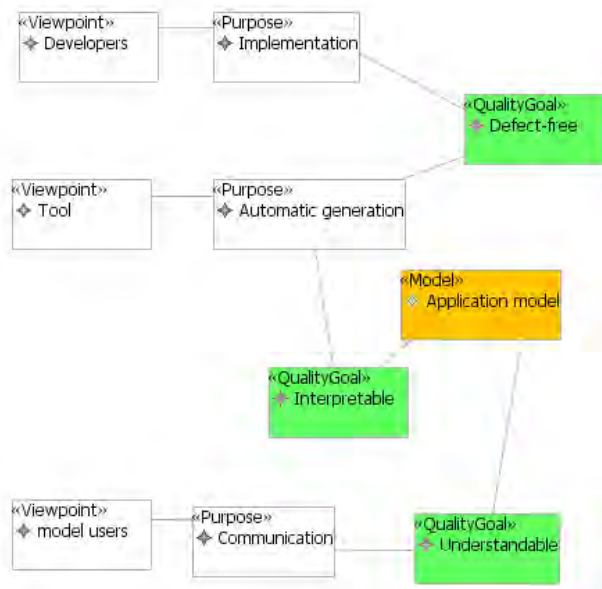 «Viewpoint»
Developers
«Purpose»
Implementation
«QualityGoal»
Defect-free
«Viewpoint»
Tool
«Purpose»
Automatic generation
«Model»
Application model
«QualityGoal»
Interpretable
«Viewpoint»
model users
«Purpose»
Communication
«QualityGoal»
Understandable